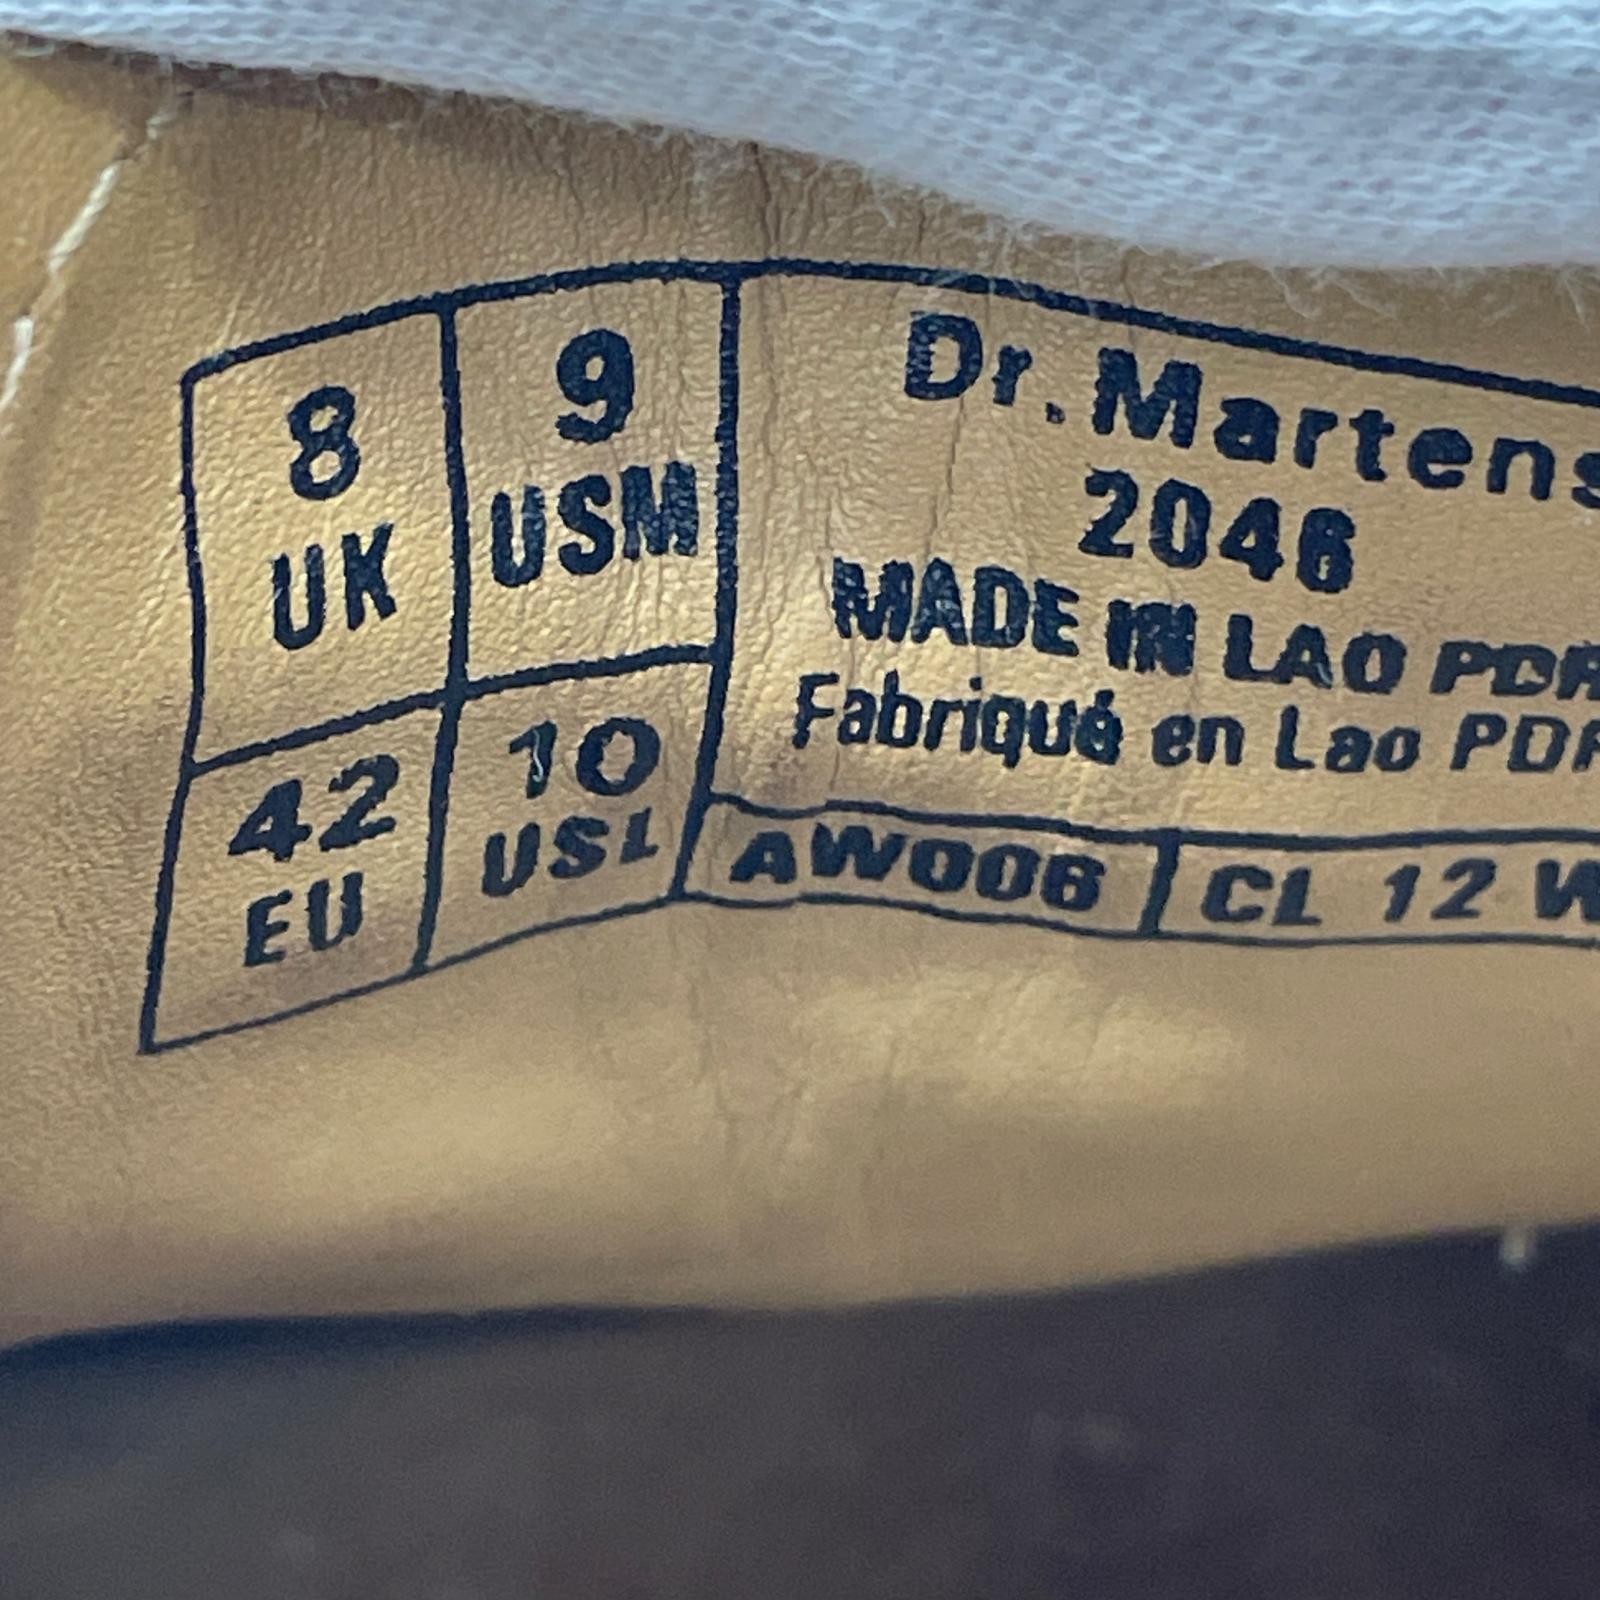 8
UK
9
USM
42
EU
10
USL
Dr. Martens
2046
MADE IN LAO PDR
Fabriqué en Lao PDR
AW006
CL 12 W